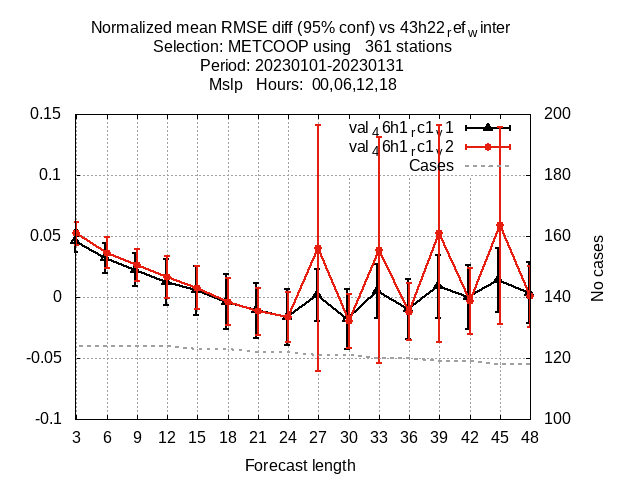 Normalized mean RMSE diff (95% conf) vs 43h22refwinter
Selection: METCOOP using   361 stations
Period: 20230101-20230131
Mslp   Hours:  00,06,12,18
0.15 200
val46h1rc1v1
val46h1rc1v2
Cases
0.1 180
0.05 160
0 140
-0.05 120
-0.1 100
No cases
3 6 9 12 15 18 21 24 27 30 33 36 39 42 45 48
Forecast length